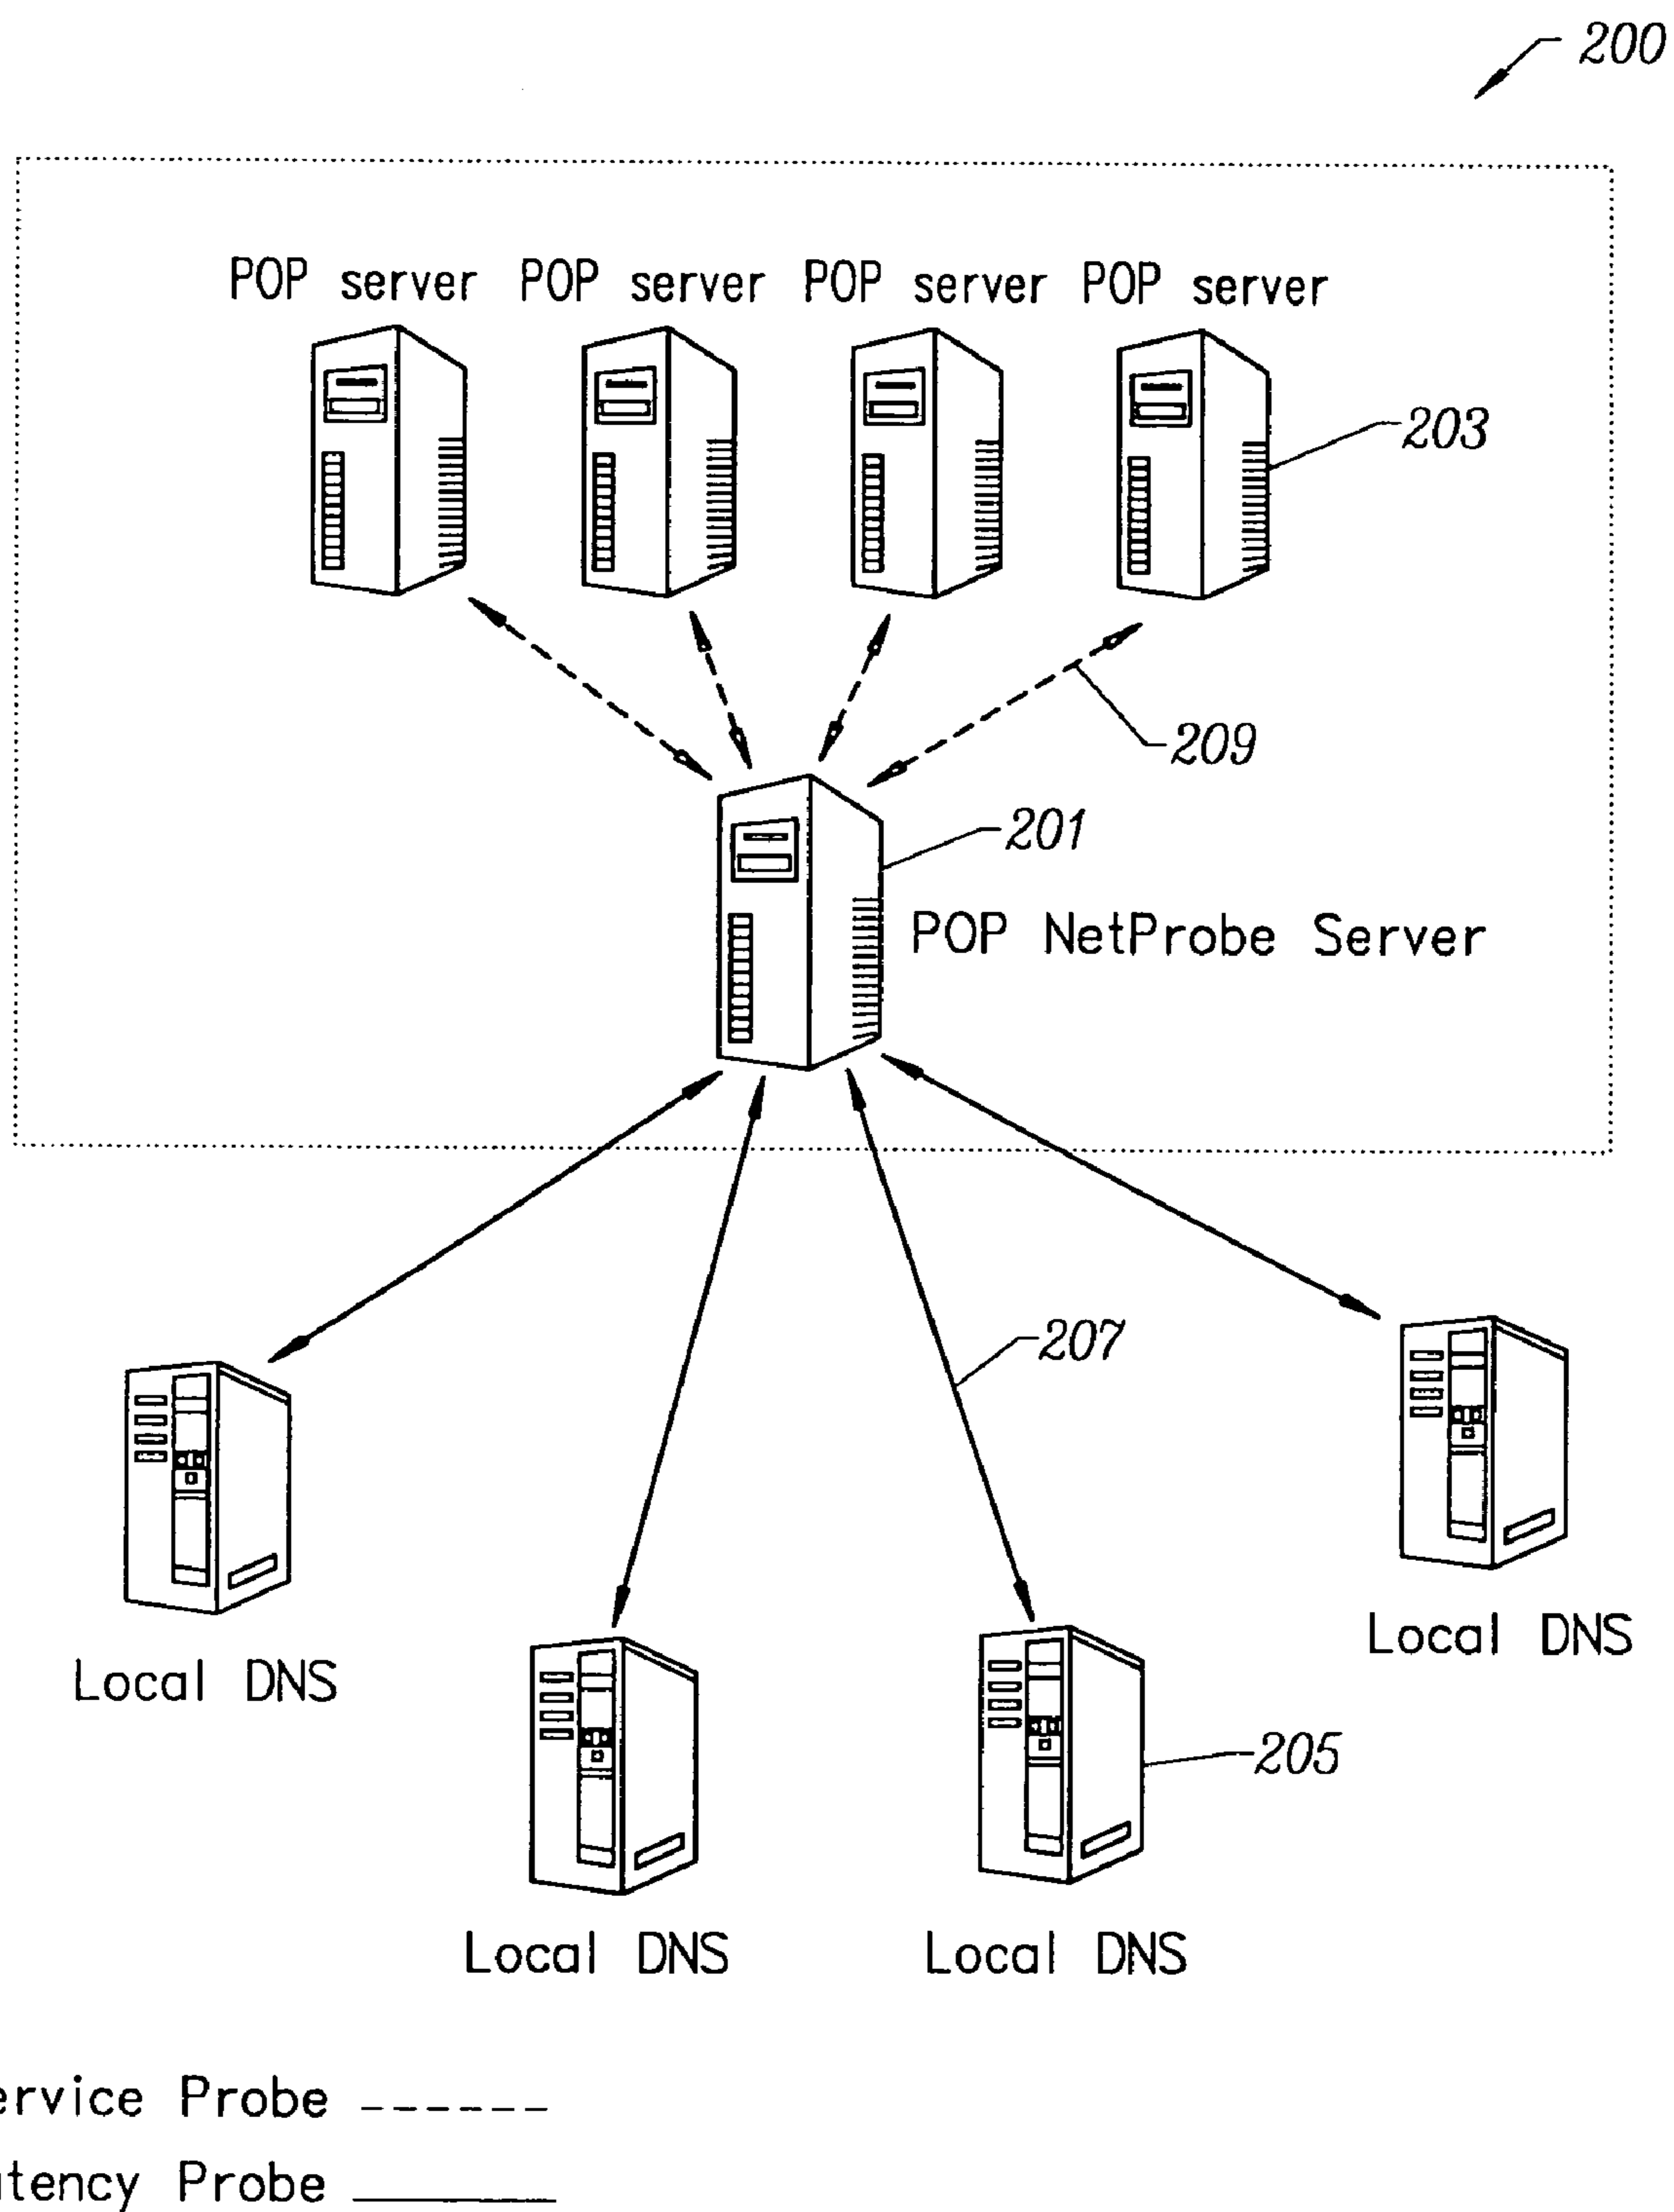 200
POP server POP server POP server POP server
203
209
201
POP NetProbe Server
207
Local DNS
Local DNS
205
Local DNS Local DNS
ervice Probe
tency Probe